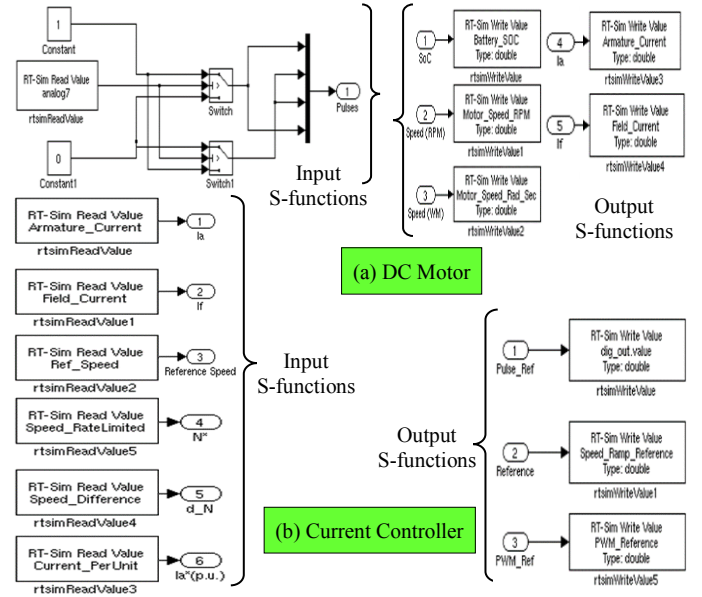 1
Constant
RT-Sim Read Value
analog7
rtsimReadValue
0
Constant1
Switch
Switch1
1
Pulses
Input
S-functions
1
SoC
RT-Sim Write Value
Battery_SOC
Type: double
rtsimWriteValue
2
Speed (RPM)
RT-Sim Write Value
Motor_Speed_RPM
Type: double
rtsimWriteValue1
3
Speed (WM)
RT-Sim Write Value
Motor_Speed_Rad_Sec
Type: double
rtsimWriteValue2
4
Ia
RT-Sim Write Value
Armature_Current
Type: double
rtsimWriteValue3
5
If
RT-Sim Write Value
Field_Current
Type: double
rtsimWriteValue4
Output
S-functions
(a) DC Motor
RT-Sim Read Value
Armature_Current
rtsimReadValue
1
Ia
RT-Sim Read Value
Field_Current
rtsimReadValue1
2
If
RT-Sim Read Value
Ref_Speed
rtsimReadValue2
3
Reference Speed
RT-Sim Read Value
Speed_RateLimited
rtsimReadValue5
4
N*
RT-Sim Read Value
Speed_Difference
rtsimReadValue4
5
d_N
RT-Sim Read Value
Current_PerUnit
rtsimReadValue3
6
Ia*(p.u.)
Input
S-functions
Output
S-functions
1
Pulse_Ref
RT-Sim Write Value
dig_out.value
Type: double
rtsimWriteValue
2
Reference
RT-Sim Write Value
Speed_Ramp_Reference
Type: double
rtsimWriteValue1
3
PWM_Ref
RT-Sim Write Value
PWM_Reference
Type: double
rtsimWriteValue5
(b) Current Controller